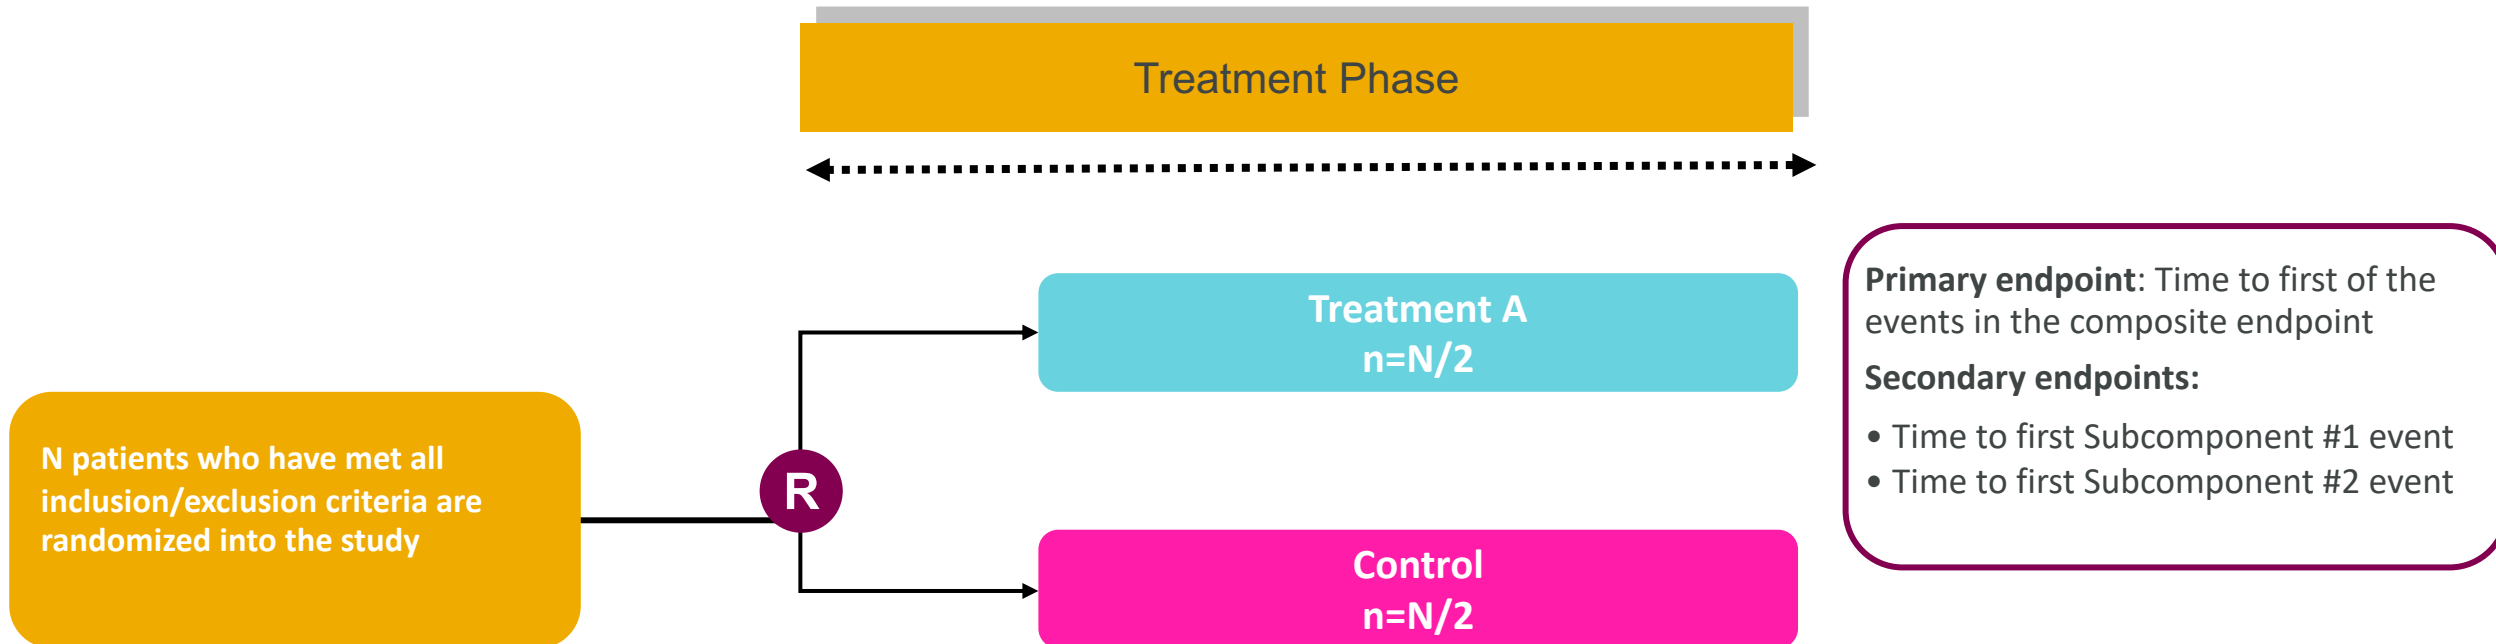 Treatment Phase
N patients who have met all
inclusion/exclusion criteria are
randomized into the study
R
Treatment A
n=N/2
Control
n=N/2
Primary endpoint: Time to first of the
events in the composite endpoint
Secondary endpoints:
• Time to first Subcomponent #1 event
• Time to first Subcomponent #2 event